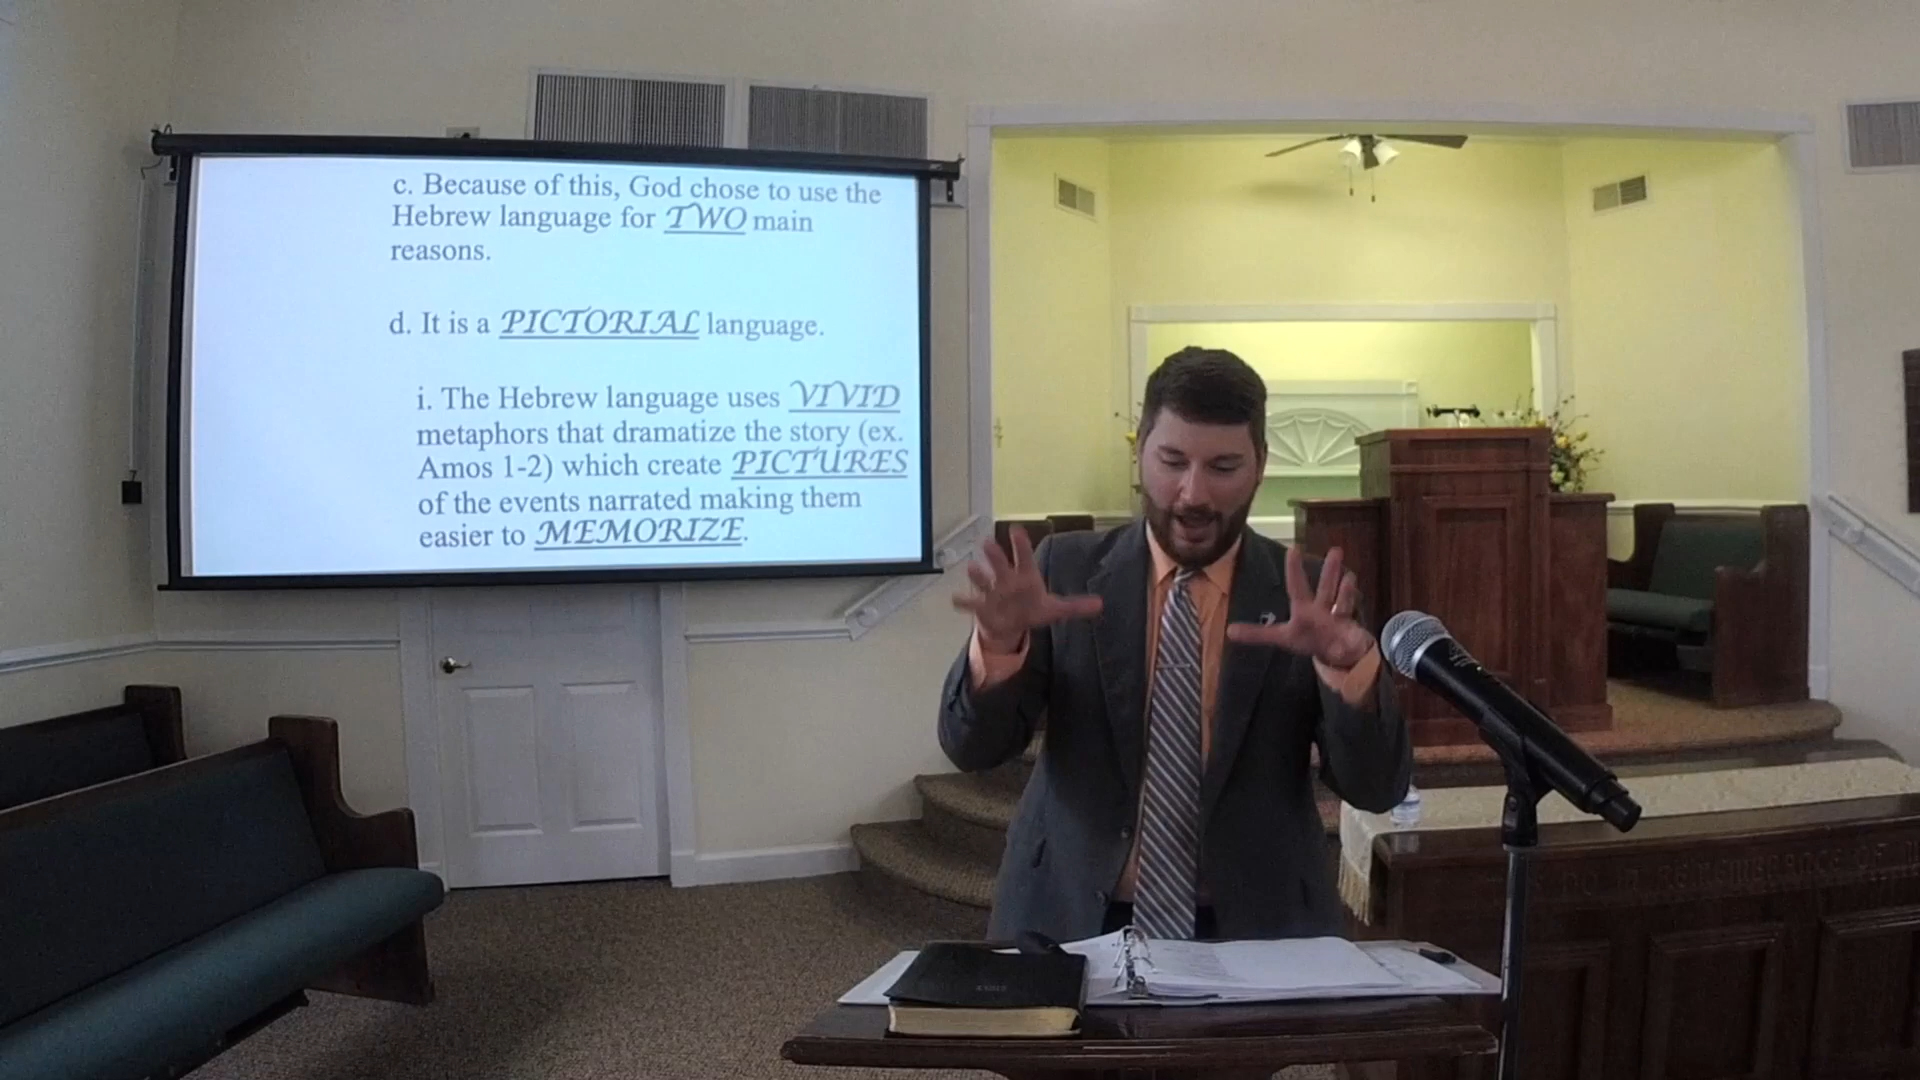 c. Because of this, God chose to use the
Hebrew language for TWO main
reasons.
d. It is a PICTORIAL language.
i. The Hebrew language uses VIVID
metaphors that dramatize the story (ex.
Amos 1-2) which create PICTURES
of the events narrated making them
easier to MEMORIZE.
REMEMBRANCE OF